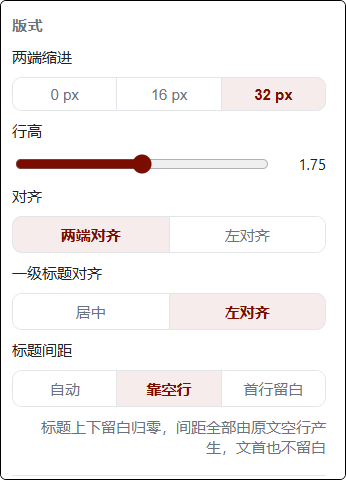 版式
两端缩进
0 px 16 px 32 px
行高
1.75
对齐
两端对齐 左对齐
一级标题对齐
居中 左对齐
标题间距
自动 靠空行 首行留白
标题上下留白归零，间距全部由原文空行产
生，文首也不留白